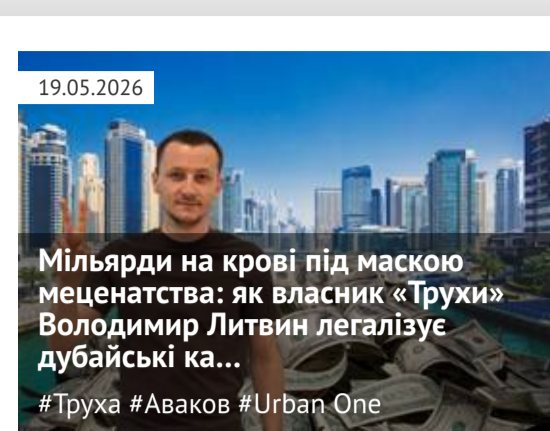 19.05.2026
Мільярди на крові під маскою
меценатства: як власник «Трухи»
Володимир Литвин легалізує
дубайські ка...
#Труха #Аваков #Urban One